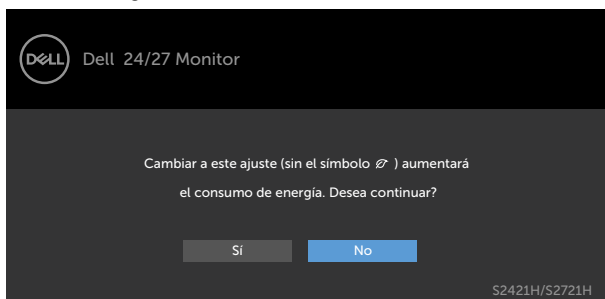 DELL Dell 24/27 Monitor
Cambiar a este ajuste (sin el símbolo ) aumentará
el consumo de energía. Desea continuar?
Sí No
S2421H/S2721H